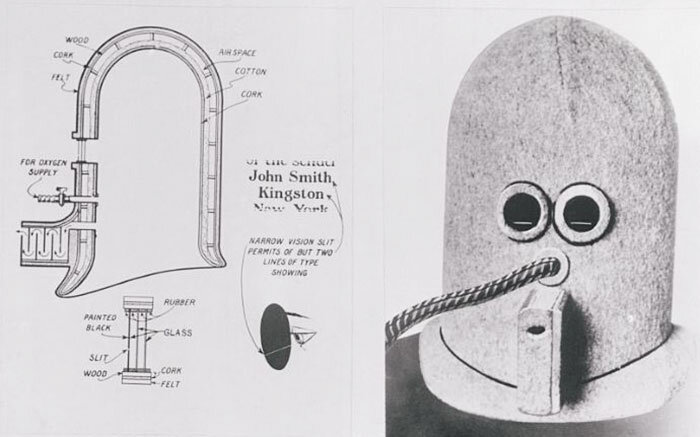 WOOD
CORK
FELT
AIR SPACE
COTTON
CORK
FOR OXYGEN
SUPPLY
of the sender
John Smith,
Kingston
New York
NARROW VISION SLIT
PERMITS OF BUT TWO
LINES OF TYPE
SHOWING
RUBBER
PAINTED
BLACK
GLASS
SLIT
WOOD
CORK
FELT